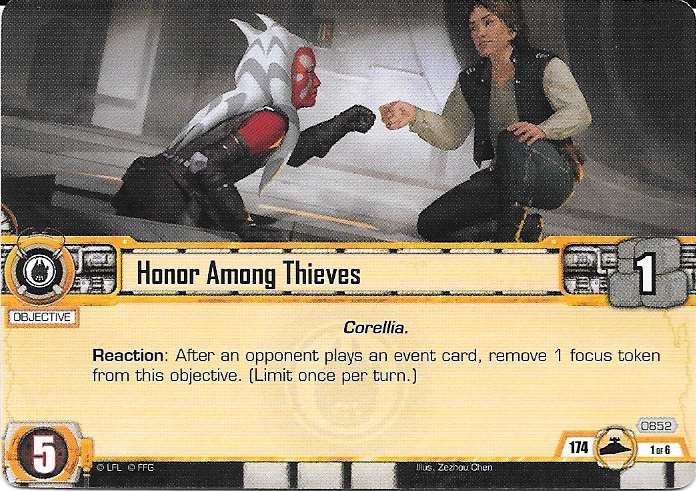 Honor Among Thieves
1
OBJECTIVE
Corellia.
Reaction: After an opponent plays an event card, remove 1 focus token
from this objective. (Limit once per turn.)
5
© LFL © FFG
Illus. Zezhou Chen
174
0852
1 OF 6